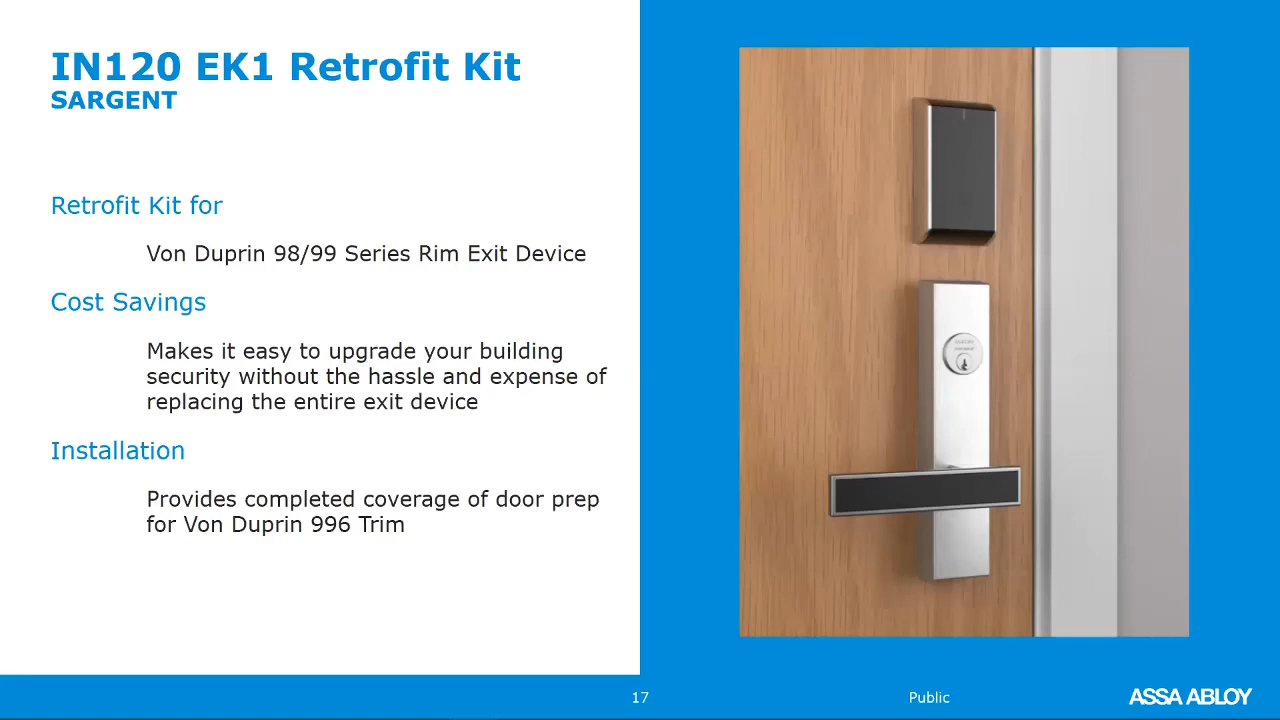 IN120 EK1 Retrofit Kit
SARGENT
Retrofit Kit for
Von Duprin 98/99 Series Rim Exit Device
Cost Savings
Makes it easy to upgrade your building
security without the hassle and expense of
replacing the entire exit device
Installation
Provides completed coverage of door prep
for Von Duprin 996 Trim
17
Public
ASSA ABLOY